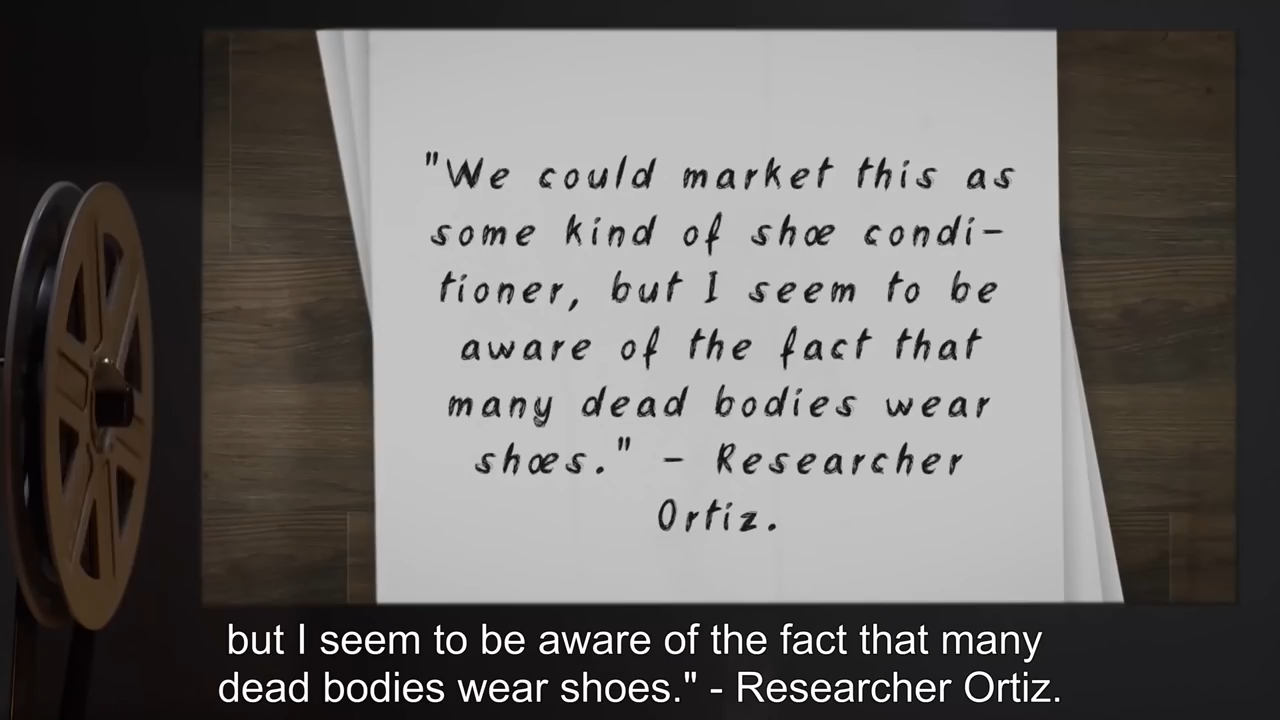 "We could market this as
some kind of shœ condi-
tioner, but I seem to be
aware of the fact that
many dead bodies wear
shœs." - Researcher
Ortiz.
but I seem to be aware of the fact that many
dead bodies wear shoes." - Researcher Ortiz.